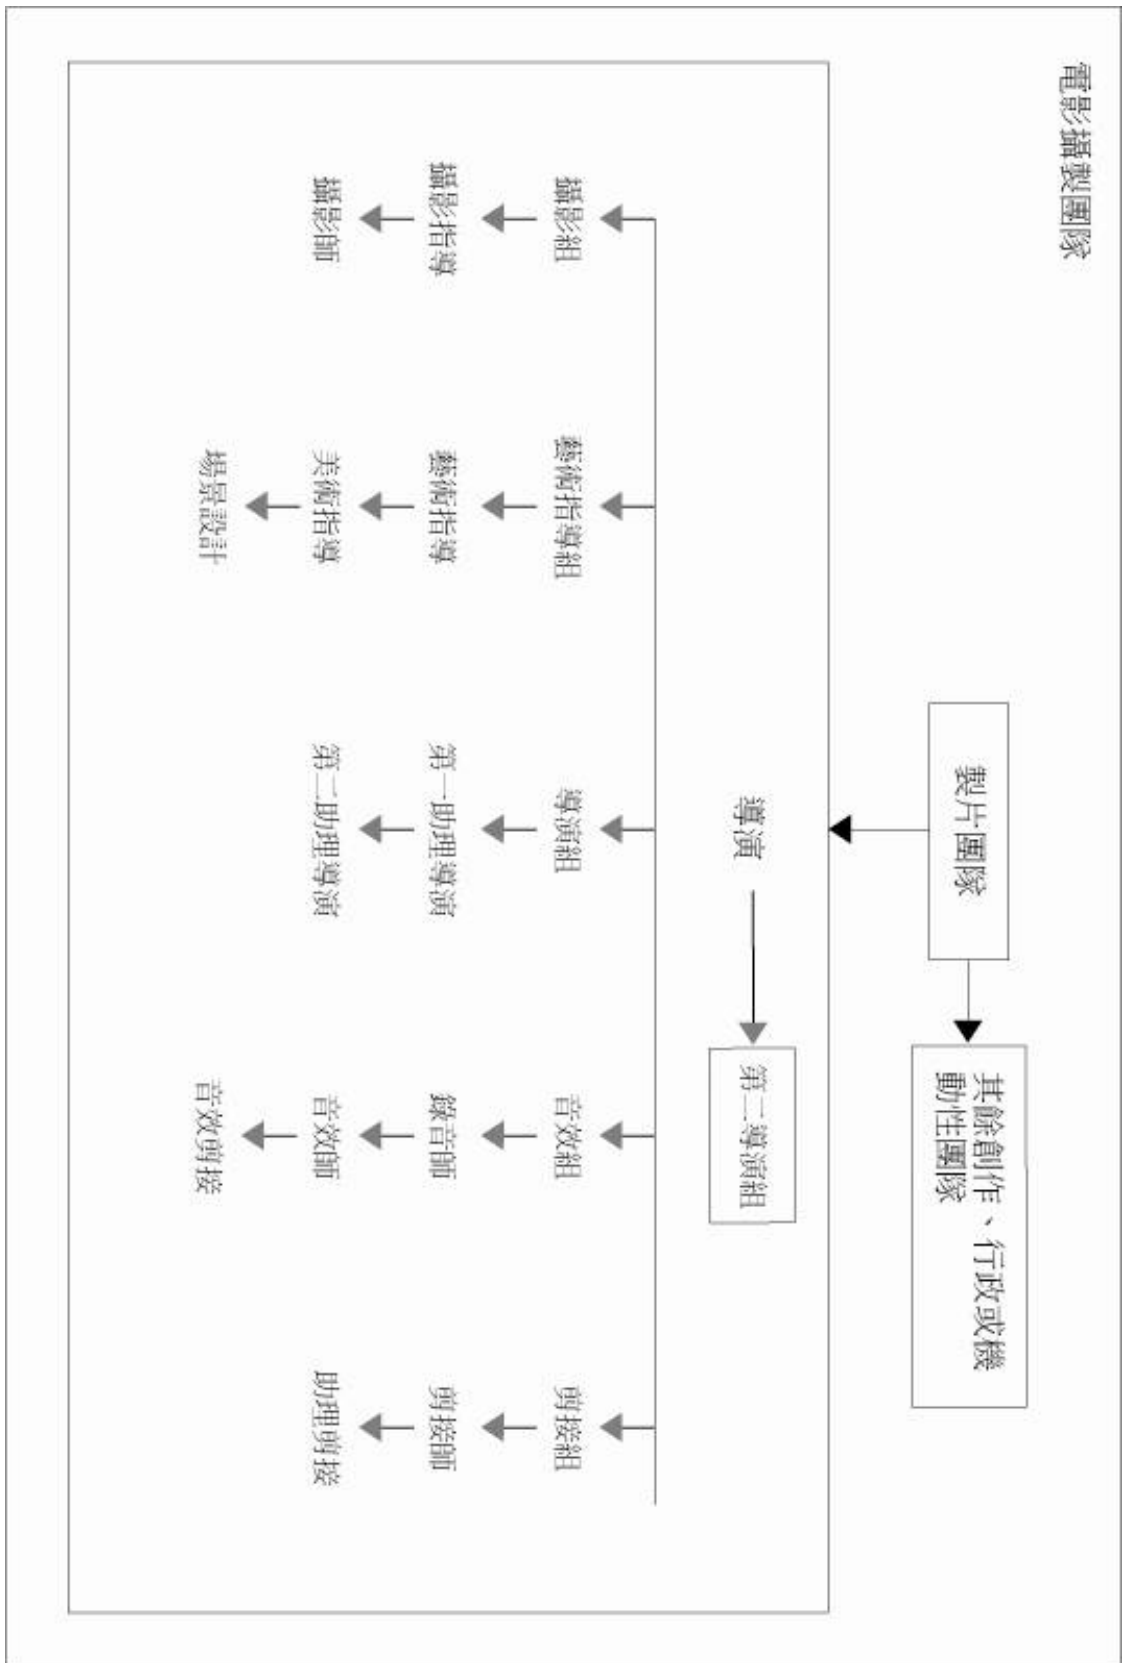 電影攝製團隊
製片團隊
其餘創作、行政或機
動性團隊
導演
第二導演組
攝影組
藝術指導組
導演組
音效組
剪接組
攝影指導
藝術指導
第一助理導演
錄音師
剪接師
攝影師
美術指導
第二助理導演
音效師
助理剪接
場景設計
音效剪接